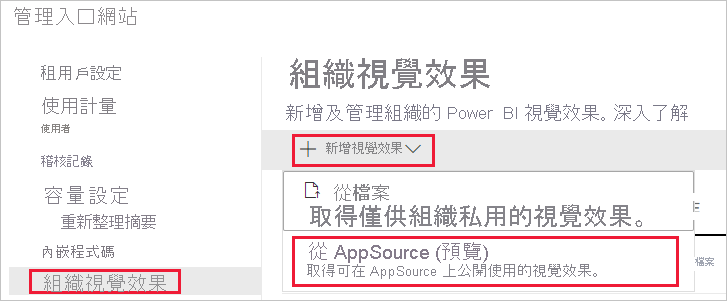 管理入口網站
租用戶設定
使用計量
使用者
稽核記錄
容量設定
重新整理摘要
內嵌程式碼
組織視覺效果
組織視覺效果
新增及管理組織的 Power BI 視覺效果。深入了解
新增視覺效果
從檔案
取得僅供組織私用的視覺效果。
從 AppSource (預覽)
取得可在 AppSource 上公開使用的視覺效果。
檔案